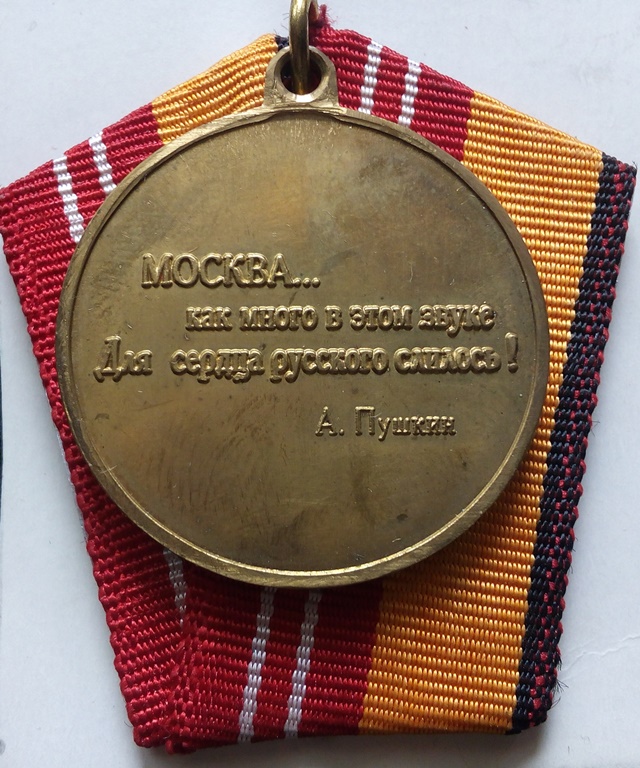 МОСКВА...
как много в этом звуке
Для сердца русского слилось!
А. Пушкин